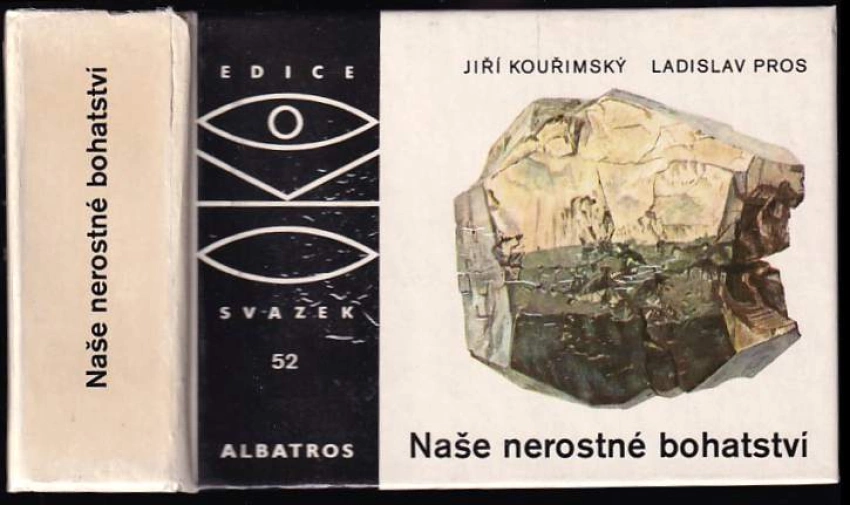 Naše nerostné bohatství
EDICE
SVAZEK
52
ALBATROS
JIŘÍ KOUŘIMSKÝ LADISLAV PROS
Naše nerostné bohatství